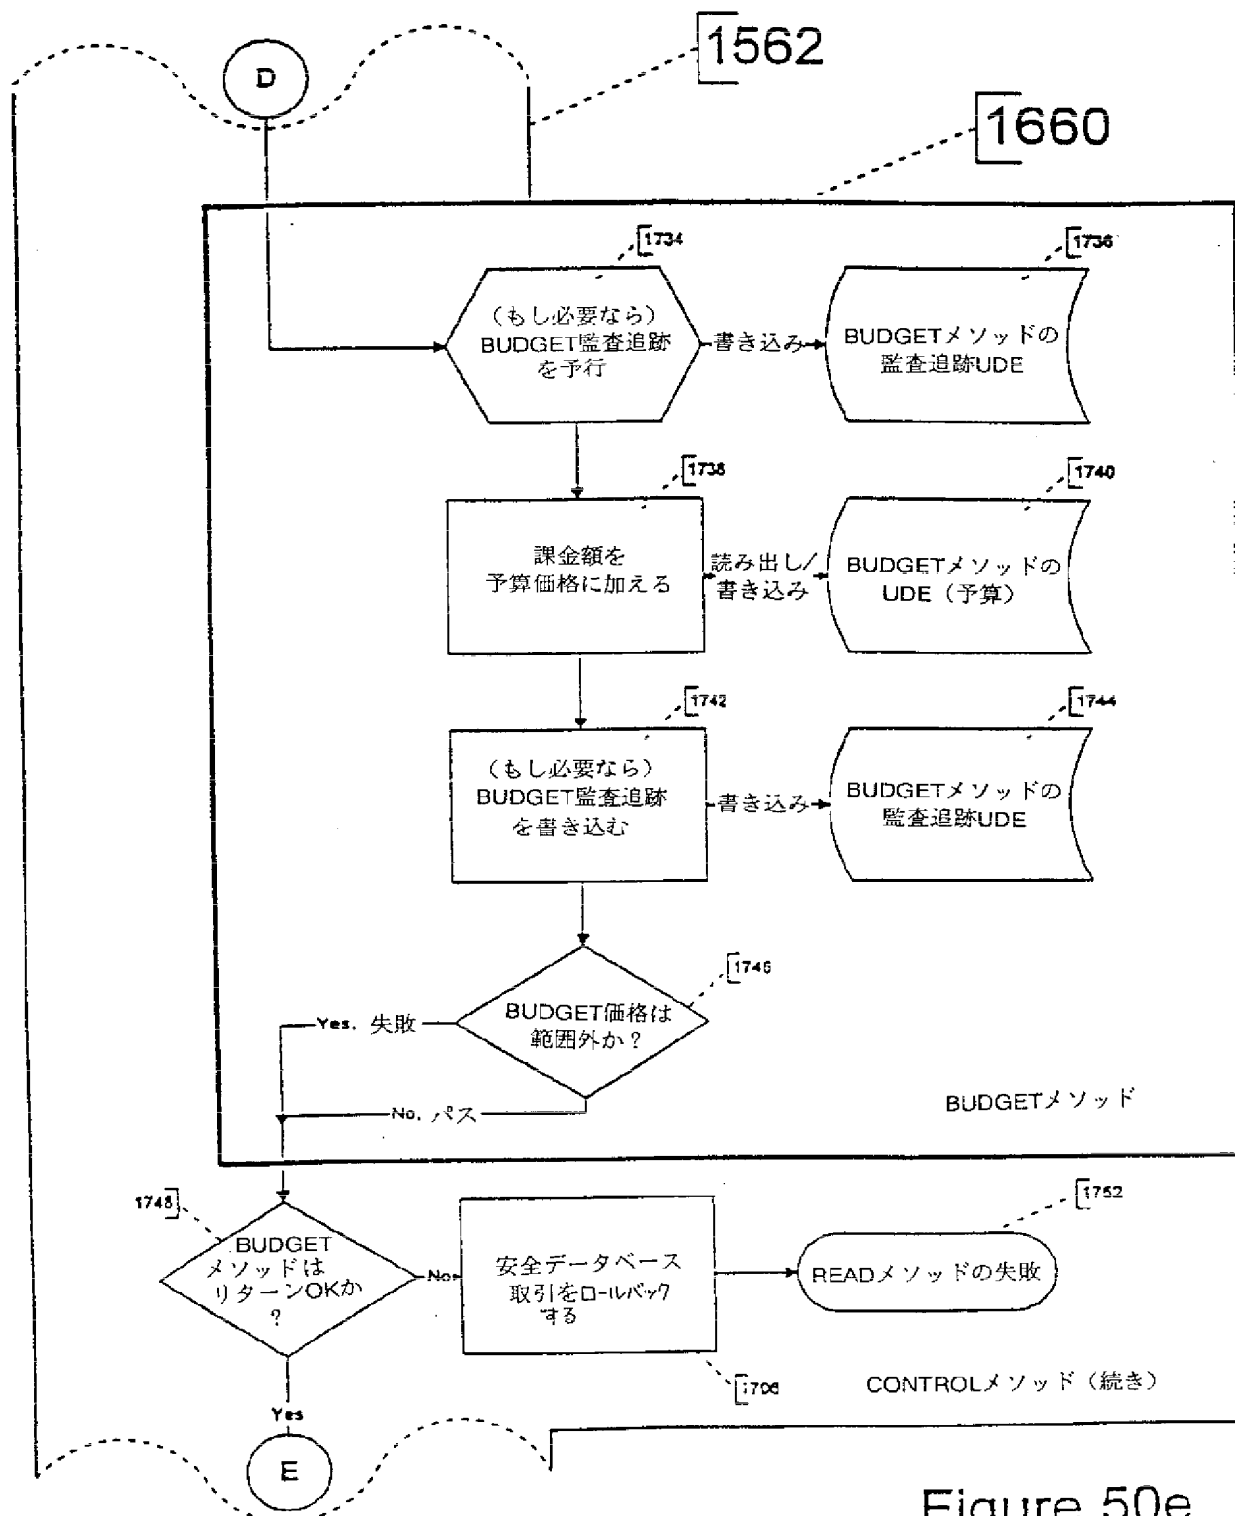 D
1562
1660
1734
(もし必要なら)
BUDGET監査追跡
を予行
書き込み
1736
BUDGETメソッドの
監査追跡UDE
1738
課金額を
予算価格に加える
読み出し/
書き込み
1740
BUDGETメソッドの
UDE(予算)
1742
(もし必要なら)
BUDGET監査追跡
を書き込む
書き込み
1744
BUDGETメソッドの
監査追跡UDE
1746
BUDGET価格は
範囲外か?
Yes, 失敗
No, パス
BUDGETメソッド
1748
BUDGET
メソッドは
リターンOKか
?
No
安全データベース
取引をロールバック
する
1752
READメソッドの失敗
CONTROLメソッド(続き)
Yes
E
Figure 50e